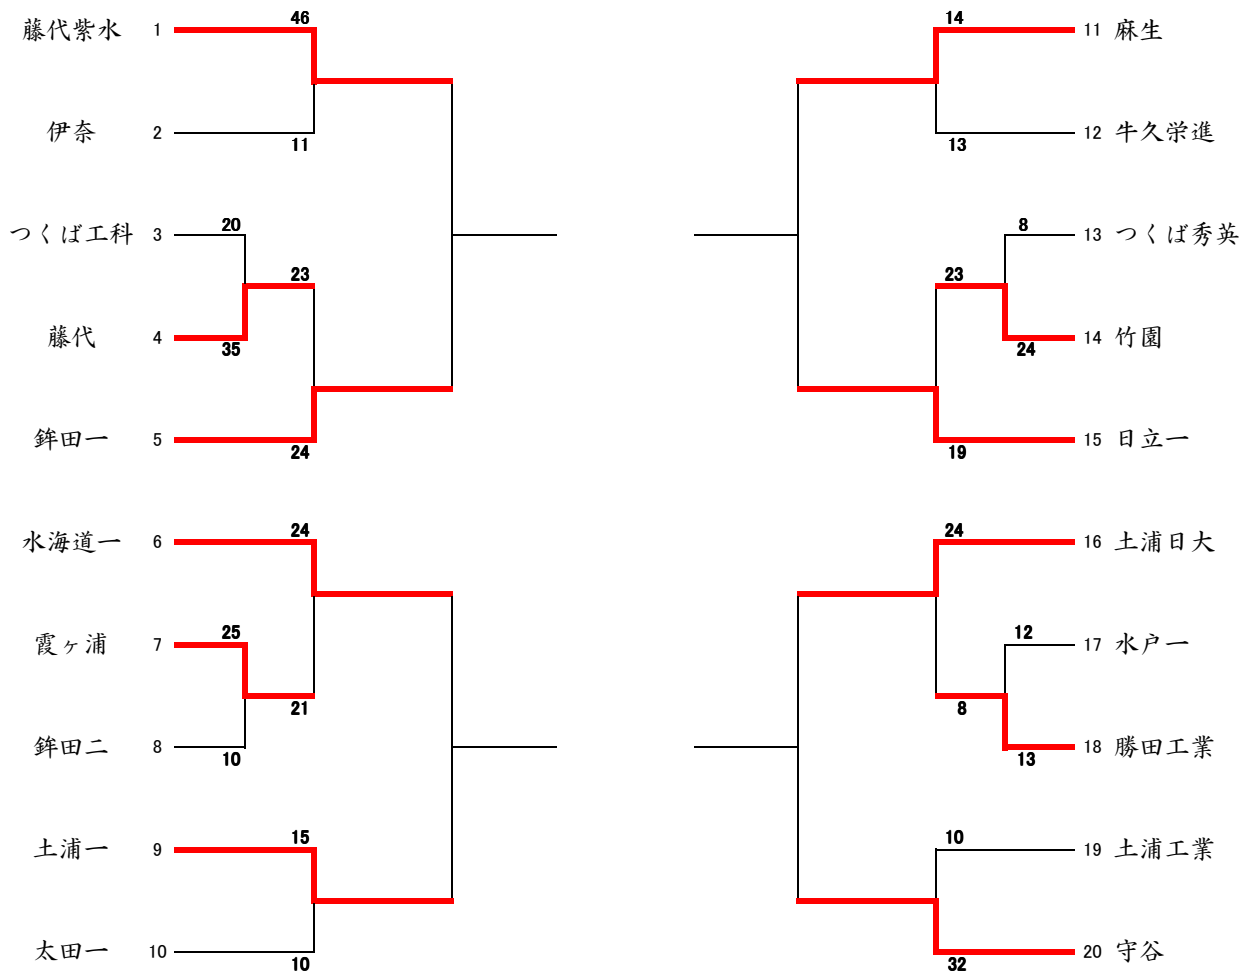 46
14
藤代紫水 1
11 麻生
伊奈 2
11
13
12 牛久栄進
20
8
つくば工科 3
13 つくば秀英
23
23
藤代 4
35
24
14 竹園
鉾田一 5
24
19
15 日立一
24
24
水海道一 6
16 土浦日大
25
12
霞ヶ浦 7
17 水戸一
21
8
鉾田二 8
10
13
18 勝田工業
15
10
土浦一 9
19 土浦工業
太田一 10
10
32
20 守谷